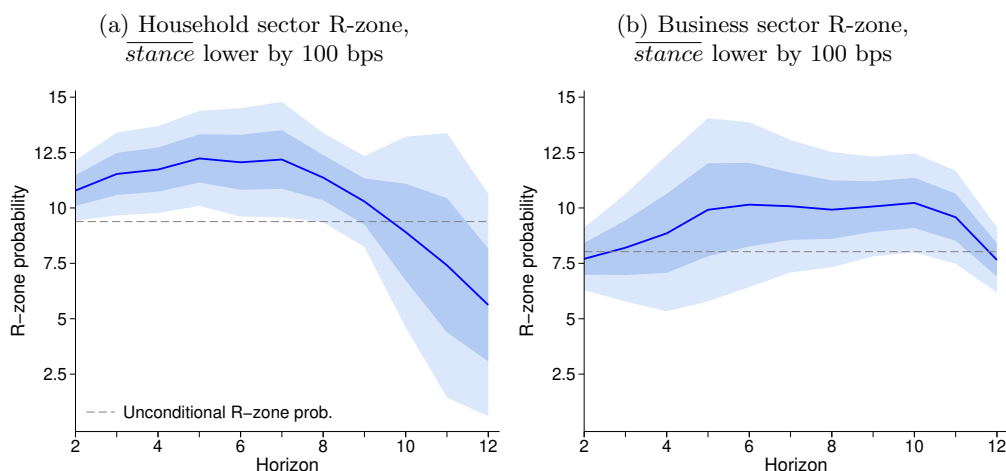 (a) Household sector R-zone,
stance lower by 100 bps
R−zone probability
15
12.5
10
7.5
5
2.5
Unconditional R−zone prob.
2
4
6
8
10
12
Horizon
(b) Business sector R-zone,
stance lower by 100 bps
R−zone probability
15
12.5
10
7.5
5
2.5
2
4
6
8
10
12
Horizon